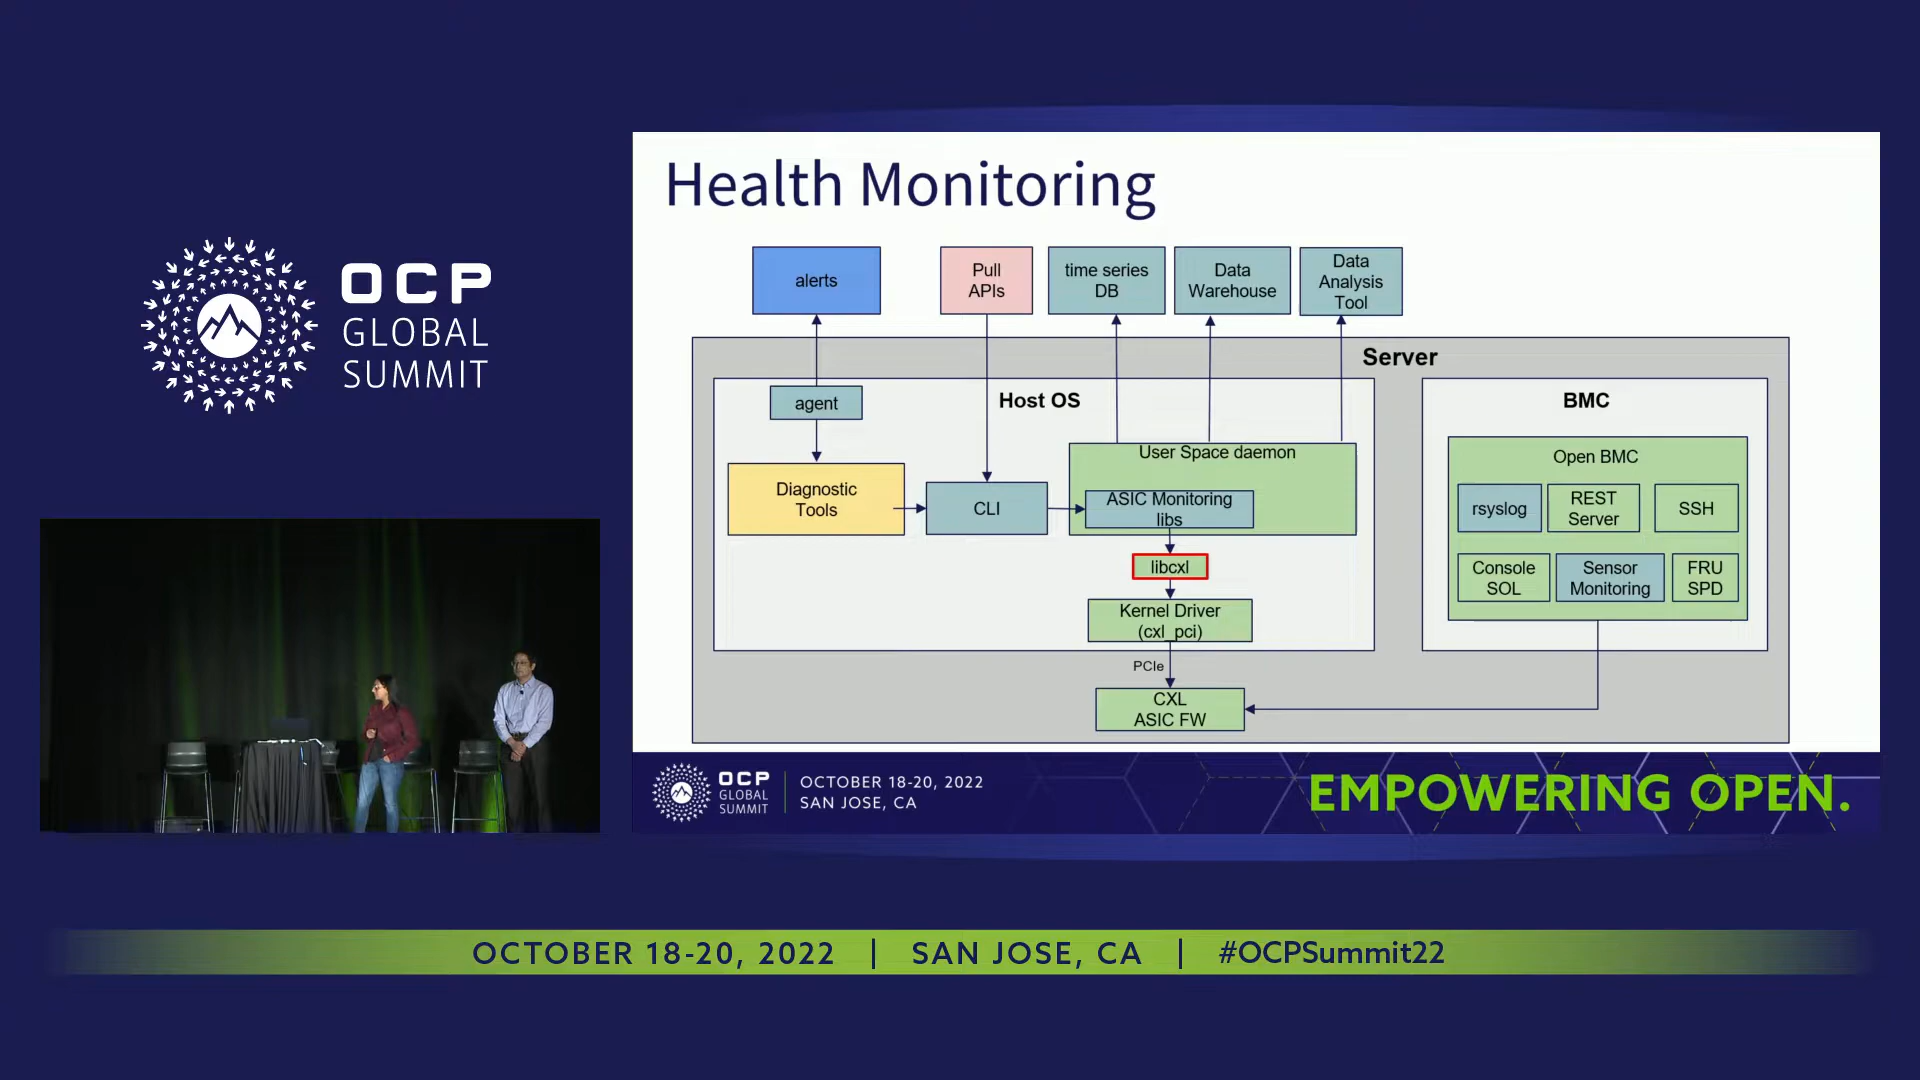 OCP
GLOBAL
SUMMIT
Health Monitoring
alerts
Pull
APIs
time series
DB
Data
Warehouse
Data
Analysis
Tool
Server
Host OS
agent
Diagnostic
Tools
CLI
User Space daemon
ASIC Monitoring
libs
libcxl
Kernel Driver
(cxl_pci)
PCIe
CXL
ASIC FW
BMC
Open BMC
rsyslog
REST
Server
SSH
Console
SOL
Sensor
Monitoring
FRU
SPD
OCP
GLOBAL
SUMMIT
OCTOBER 18-20, 2022
SAN JOSE, CA
EMPOWERING OPEN.
OCTOBER 18-20, 2022 | SAN JOSE, CA | #OCPSummit22